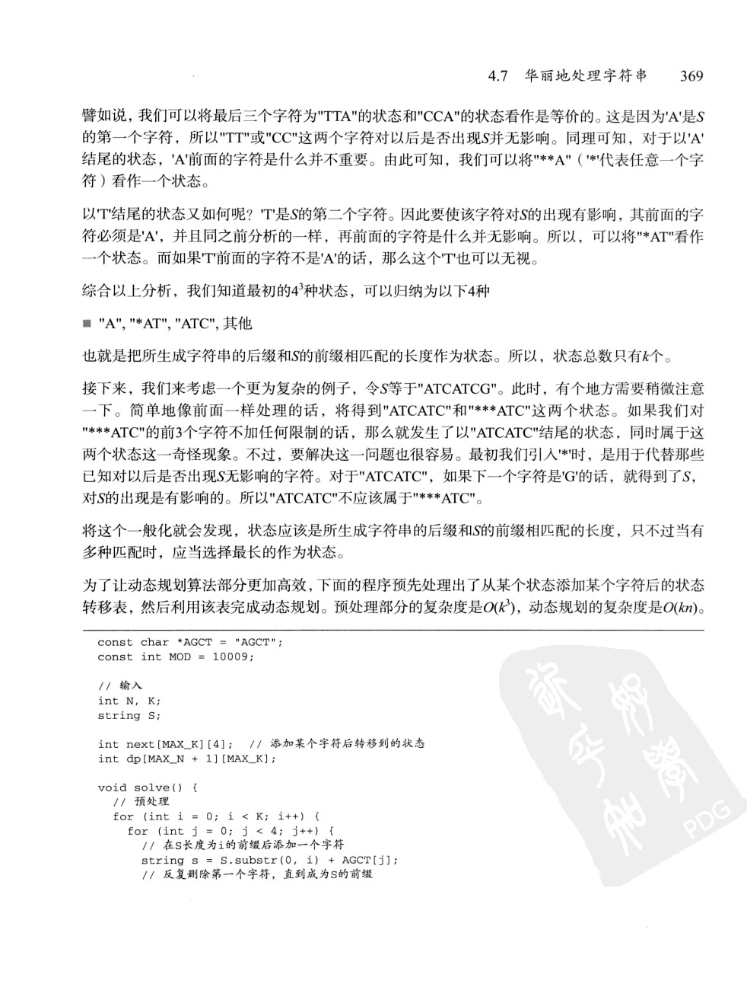 4.7 华丽地处理字符串 369
譬如说，我们可以将最后三个字符为"TTA"的状态和"CCA"的状态看作是等价的。这是因为'A'是S
的第一个字符，所以"TT"或"CC"这两个字符对以后是否出现S并无影响。同理可知，对于以'A'
结尾的状态，'A'前面的字符是什么并不重要。由此可知，我们可以将"**A"（'*'代表任意一个字
符）看作一个状态。
以'T'结尾的状态又如何呢？'T'是S的第二个字符。因此要使该字符对S的出现有影响，其前面的字
符必须是'A'，并且同之前分析的一样，再前面的字符是什么并无影响。所以，可以将"*AT"看作
一个状态。而如果'T'前面的字符不是'A'的话，那么这个'T'也可以无视。
综合以上分析，我们知道最初的4³种状态，可以归纳为以下4种
■ "A", "*AT", "ATC", 其他
也就是把所生成字符串的后缀和S的前缀相匹配的长度作为状态。所以，状态总数只有k个。
接下来，我们来考虑一个更为复杂的例子，令S等于"ATCATCG"。此时，有个地方需要稍微注意
一下。简单地像前面一样处理的话，将得到"ATCATC"和"***ATC"这两个状态。如果我们对
"***ATC"的前3个字符不加任何限制的话，那么就发生了以"ATCATC"结尾的状态，同时属于这
两个状态这一奇怪现象。不过，要解决这一问题也很容易。最初我们引入'*'时，是用于代替那些
已知对以后是否出现S无影响的字符。对于"ATCATC"，如果下一个字符是'G'的话，就得到了S，
对S的出现是有影响的。所以"ATCATC"不应该属于"***ATC"。
将这个一般化就会发现，状态应该是所生成字符串的后缀和S的前缀相匹配的长度，只不过当有
多种匹配时，应当选择最长的作为状态。
为了让动态规划算法部分更加高效，下面的程序预先处理出了从某个状态添加某个字符后的状态
转移表，然后利用该表完成动态规划。预处理部分的复杂度是O(k³)，动态规划的复杂度是O(kn)。
const char *AGCT = "AGCT";
const int MOD = 10009;
// 输入
int N, K;
string S;
int next[MAX_K][4]; // 添加某个字符后转移到的状态
int dp[MAX_N + 1][MAX_K];
void solve() {
// 预处理
for (int i = 0; i < K; i++) {
for (int j = 0; j < 4; j++) {
// 在S长度为i的前缀后添加一个字符
string s = S.substr(0, i) + AGCT[j];
// 反复删除第一个字符，直到成为S的前缀
PDG